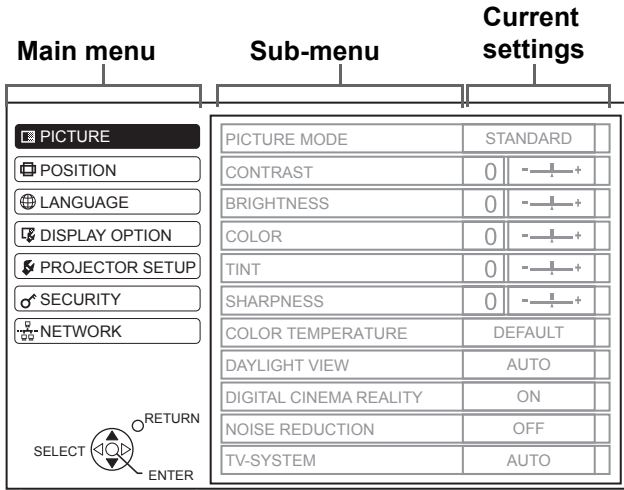 Main menu
Sub-menu
Current
settings
PICTURE
POSITION
LANGUAGE
DISPLAY OPTION
PROJECTOR SETUP
SECURITY
NETWORK
RETURN
SELECT
ENTER
PICTURE MODE STANDARD
CONTRAST 0 - +
BRIGHTNESS 0 - +
COLOR 0 - +
TINT 0 - +
SHARPNESS 0 - +
COLOR TEMPERATURE DEFAULT
DAYLIGHT VIEW AUTO
DIGITAL CINEMA REALITY ON
NOISE REDUCTION OFF
TV-SYSTEM AUTO